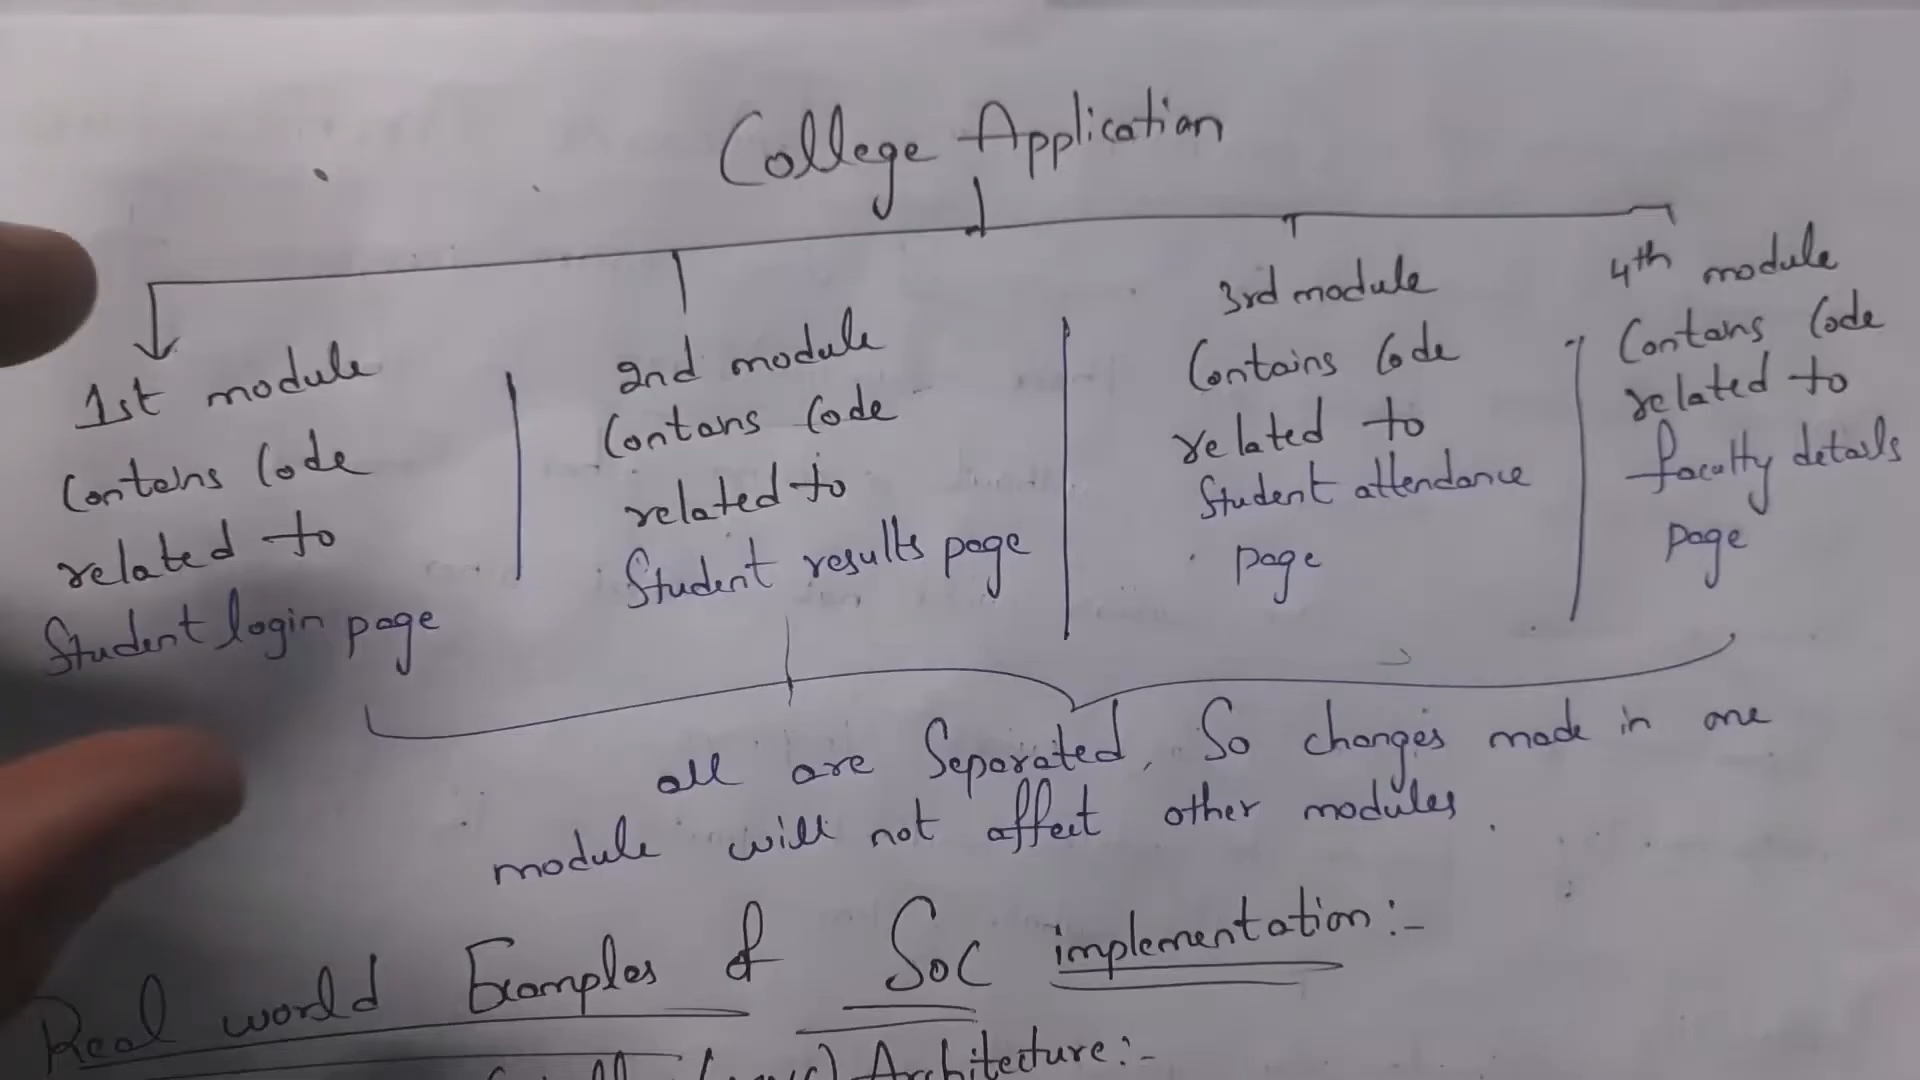 College Application
1st module
Contains Code
related to
Student login page
2nd module
Contans Code
related to
Student results page
3rd module
Contains Code
related to
Student attendance
page
4th module
Contans Code
related to
faculty details
page
all are Separated, So changes made in one
module will not affect other modules.
Real world Examples of SoC implementation:-
Architecture:-